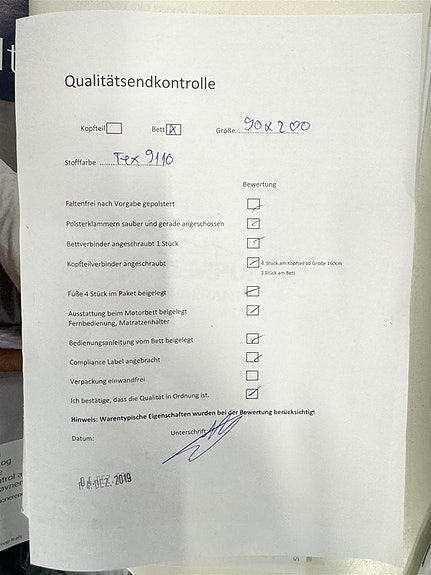 Qualitätsendkontrolle
Kopfteil Bett X Größe 90 x 200
Stofffarbe Tex 9110
Bewertung
Faltenfrei nach Vorgabe gepolstert
Polsterklammern sauber und gerade angeschossen
Bettverbinder angeschraubt 1 Stück
Kopfteilverbinder angeschraubt 4 Stück am Kopfteil ab Größe 160cm
2 Stück am Bett
Füße 4 Stück im Paket beigelegt
Ausstattung beim Motorbett beigelegt
Fernbedienung, Matratzenhalter
Bedienungsanleitung vom Bett beigelegt
Compliance Label angebracht
Verpackung einwandfrei
Ich bestätige, dass die Qualität in Ordnung ist.
Hinweis: Warentypische Eigenschaften wurden bei der Bewertung berücksichtigt!
Datum: Unterschrift
DEZ. 2019